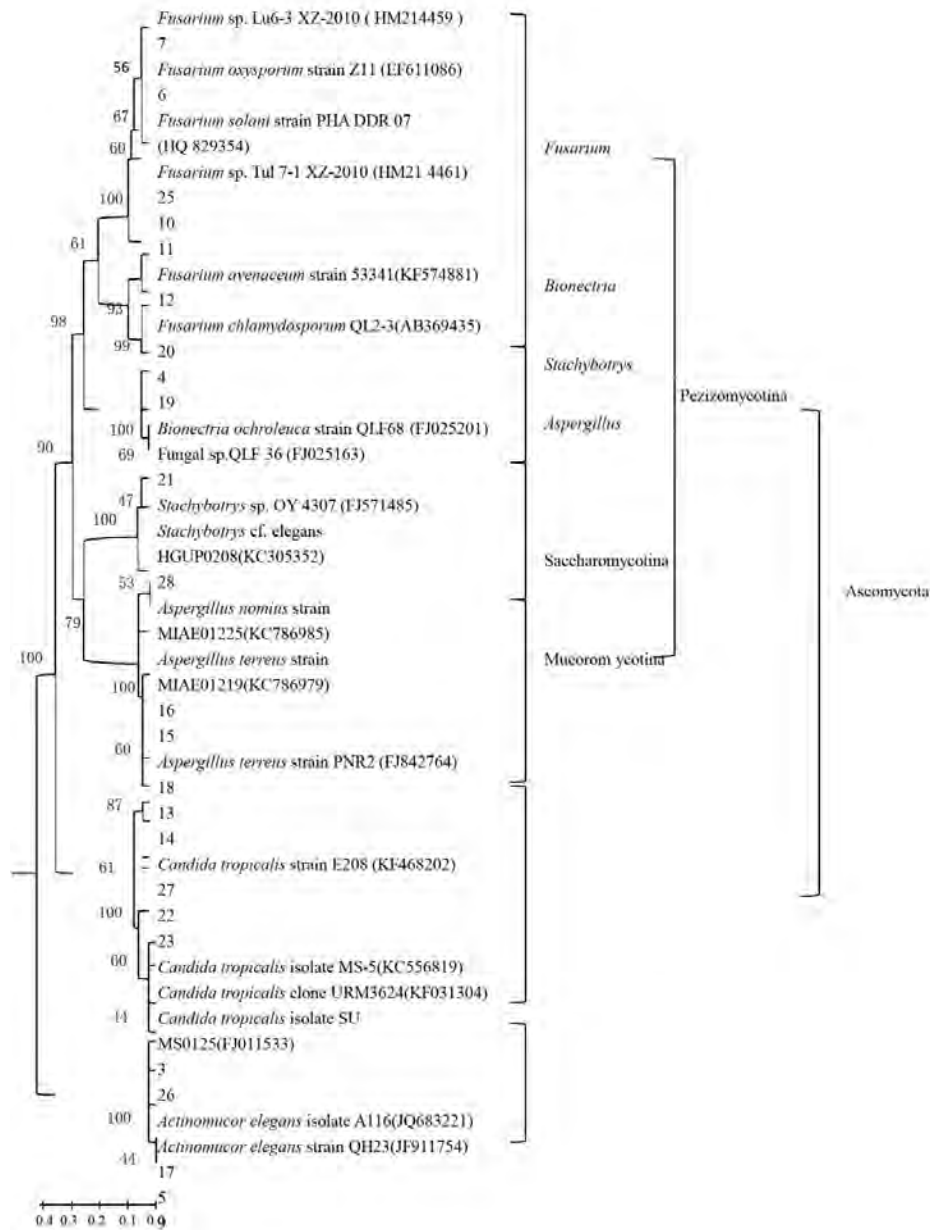 Fusarium sp. Lu6-3 XZ-2010 ( HM214459 )
7
56
Fusarium oxysporum strain Z11 (EF611086)
6
67
Fusarium solani strain PHA DDR 07
60
(HQ 829354)
Fusarium
Fusarium sp. Tul 7-1 XZ-2010 (HM21 4461)
100
25
10
61
11
Fusarium avenaceum strain 53341(KF574881)
Bionectria
93
12
98
Fusarium chlamydosporum QL2-3(AB369435)
99
20
Stachybotrys
4
Pezizomycotina
19
100
Bionectria ochroleuca strain QLF68 (FJ025201)
Aspergillus
90
69
Fungal sp.QLF 36 (FJ025163)
21
47
Stachybotrys sp. OY 4307 (FJ571485)
100
Stachybotrys cf. elegans
HGUP0208(KC305352)
Saccharomycotina
53
28
Ascomycota
Aspergillus nomius strain
79
MIAE01225(KC786985)
100
Aspergillus terreus strain
Mucorom ycotina
100
MIAE01219(KC786979)
16
15
60
Aspergillus terreus strain PNR2 (FJ842764)
18
87
13
14
61
Candida tropicalis strain E208 (KF468202)
27
100
22
23
60
Candida tropicalis isolate MS-5(KC556819)
Candida tropicalis clone URM3624(KF031304)
44
Candida tropicalis isolate SU
MS0125(FJ011533)
3
26
100
Actinomucor elegans isolate A116(JQ683221)
44
Actinomucor elegans strain QH23(JF911754)
17
5
0.4 0.3 0.2 0.1 0.0
9